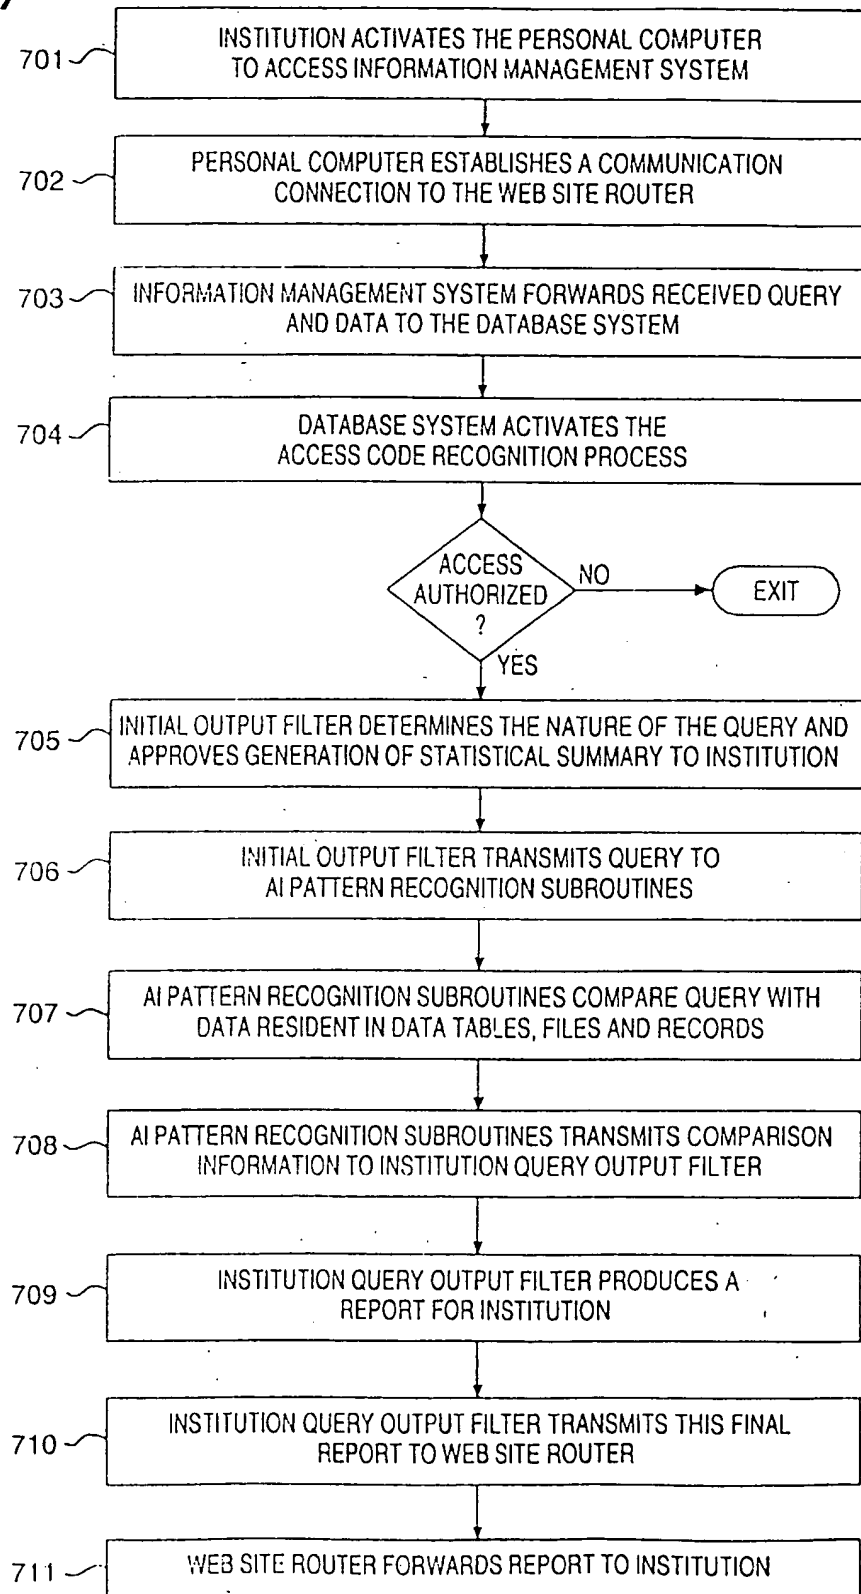 701
INSTITUTION ACTIVATES THE PERSONAL COMPUTER
TO ACCESS INFORMATION MANAGEMENT SYSTEM
702
PERSONAL COMPUTER ESTABLISHES A COMMUNICATION
CONNECTION TO THE WEB SITE ROUTER
703
INFORMATION MANAGEMENT SYSTEM FORWARDS RECEIVED QUERY
AND DATA TO THE DATABASE SYSTEM
704
DATABASE SYSTEM ACTIVATES THE
ACCESS CODE RECOGNITION PROCESS
ACCESS
AUTHORIZED
?
NO
EXIT
YES
705
INITIAL OUTPUT FILTER DETERMINES THE NATURE OF THE QUERY AND
APPROVES GENERATION OF STATISTICAL SUMMARY TO INSTITUTION
706
INITIAL OUTPUT FILTER TRANSMITS QUERY TO
AI PATTERN RECOGNITION SUBROUTINES
707
AI PATTERN RECOGNITION SUBROUTINES COMPARE QUERY WITH
DATA RESIDENT IN DATA TABLES, FILES AND RECORDS
708
AI PATTERN RECOGNITION SUBROUTINES TRANSMITS COMPARISON
INFORMATION TO INSTITUTION QUERY OUTPUT FILTER
709
INSTITUTION QUERY OUTPUT FILTER PRODUCES A
REPORT FOR INSTITUTION
710
INSTITUTION QUERY OUTPUT FILTER TRANSMITS THIS FINAL
REPORT TO WEB SITE ROUTER
711
WEB SITE ROUTER FORWARDS REPORT TO INSTITUTION